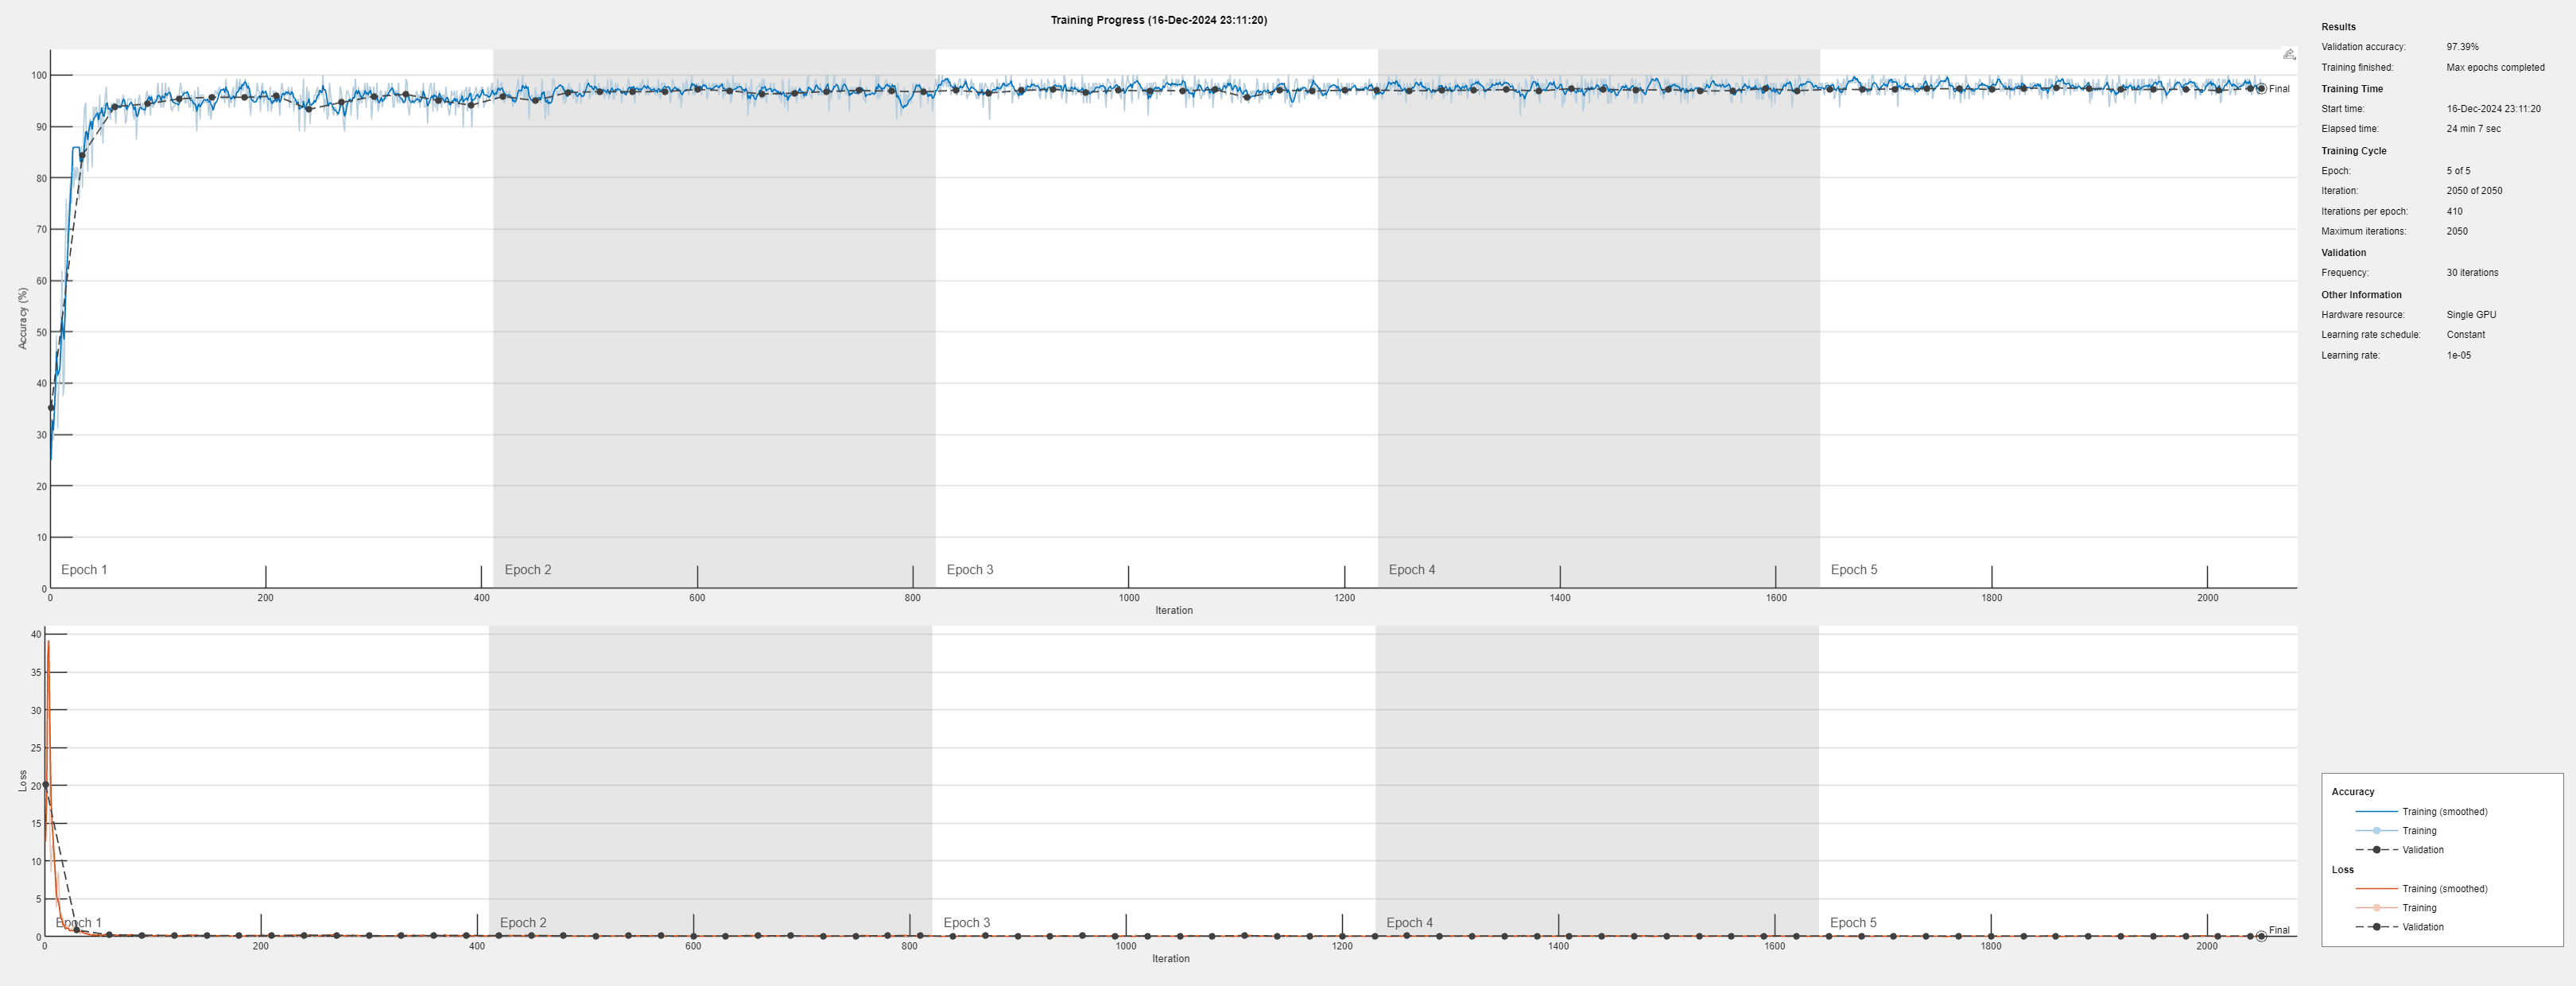 Training Progress (16-Dec-2024 23:11:20)
100
90
80
70
60
50
40
30
20
10
0
Accuracy (%)
Final
Epoch 1 Epoch 2 Epoch 3 Epoch 4 Epoch 5
0 200 400 600 800 1000 1200 1400 1600 1800 2000
Iteration
40
35
30
25
20
15
10
5
0
Loss
Epoch 1 Epoch 2 Epoch 3 Epoch 4 Epoch 5
Final
0 200 400 600 800 1000 1200 1400 1600 1800 2000
Iteration
Results
Validation accuracy: 97.39%
Training finished: Max epochs completed
Training Time
Start time: 16-Dec-2024 23:11:20
Elapsed time: 24 min 7 sec
Training Cycle
Epoch: 5 of 5
Iteration: 2050 of 2050
Iterations per epoch: 410
Maximum iterations: 2050
Validation
Frequency: 30 iterations
Other Information
Hardware resource: Single GPU
Learning rate schedule: Constant
Learning rate: 1e-05
Accuracy
Training (smoothed)
Training
Validation
Loss
Training (smoothed)
Training
Validation